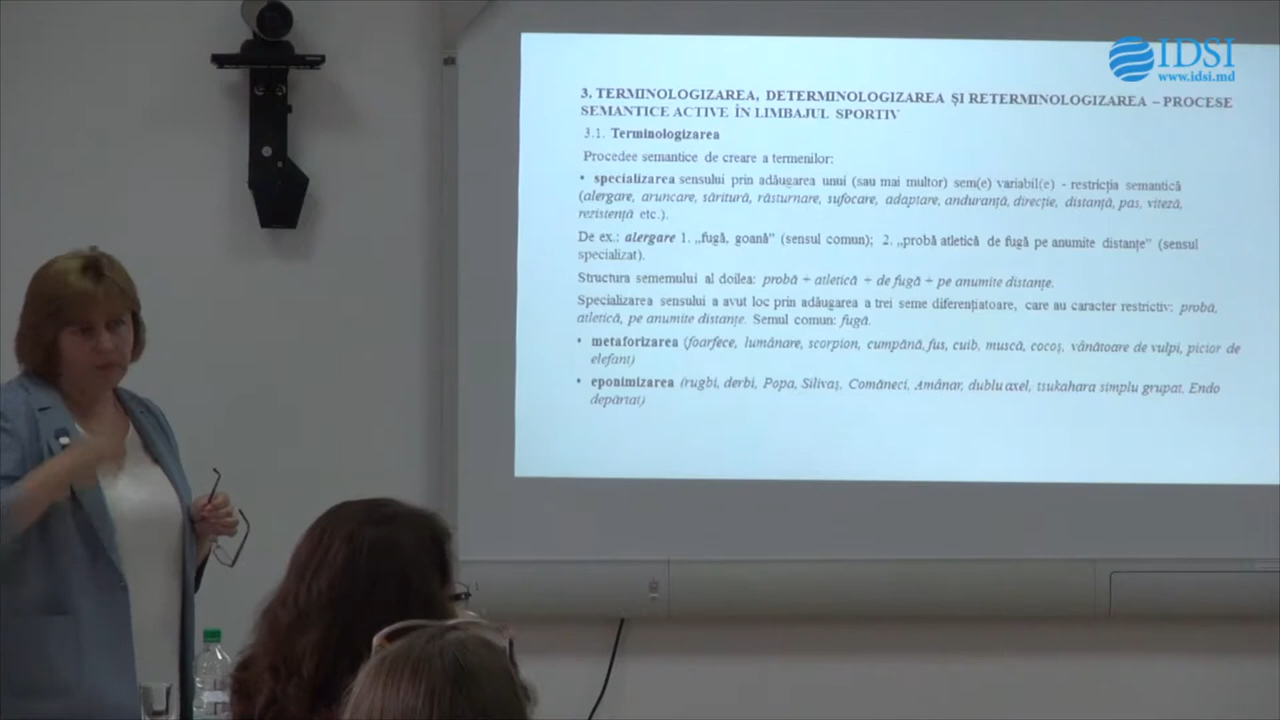 IDSI
www.idsi.md
3. TERMINOLOGIZAREA, DETERMINOLOGIZAREA ȘI RETERMINOLOGIZAREA – PROCESE
SEMANTICE ACTIVE ÎN LIMBAJUL SPORTIV
3.1. Terminologizarea
Procedee semantice de creare a termenilor:
• specializarea sensului prin adăugarea unui (sau mai multor) sem(e) variabil(e) - restricția semantică
(alergare, aruncare, săritură, răsturnare, sufocare, adaptare, anduranță, direcție, distanță, pas, viteză,
rezistență etc.).
De ex.: alergare 1. „fugă, goană” (sensul comun); 2. „probă atletică de fugă pe anumite distanțe” (sensul
specializat).
Structura sememului al doilea: probă + atletică + de fugă + pe anumite distanțe.
Specializarea sensului a avut loc prin adăugarea a trei seme diferențiatoare, care au caracter restrictiv: probă,
atletică, pe anumite distanțe. Semul comun: fugă.
• metaforizarea (foarfece, lumânare, scorpion, cumpănă, fus, cuib, muscă, cocoș, vânătoare de vulpi, picior de
elefant)
• eponimizarea (rugbi, derbi, Popa, Silivaș, Comăneci, Amânar, dublu axel, tsukahara simplu grupat, Endo
depărtat)